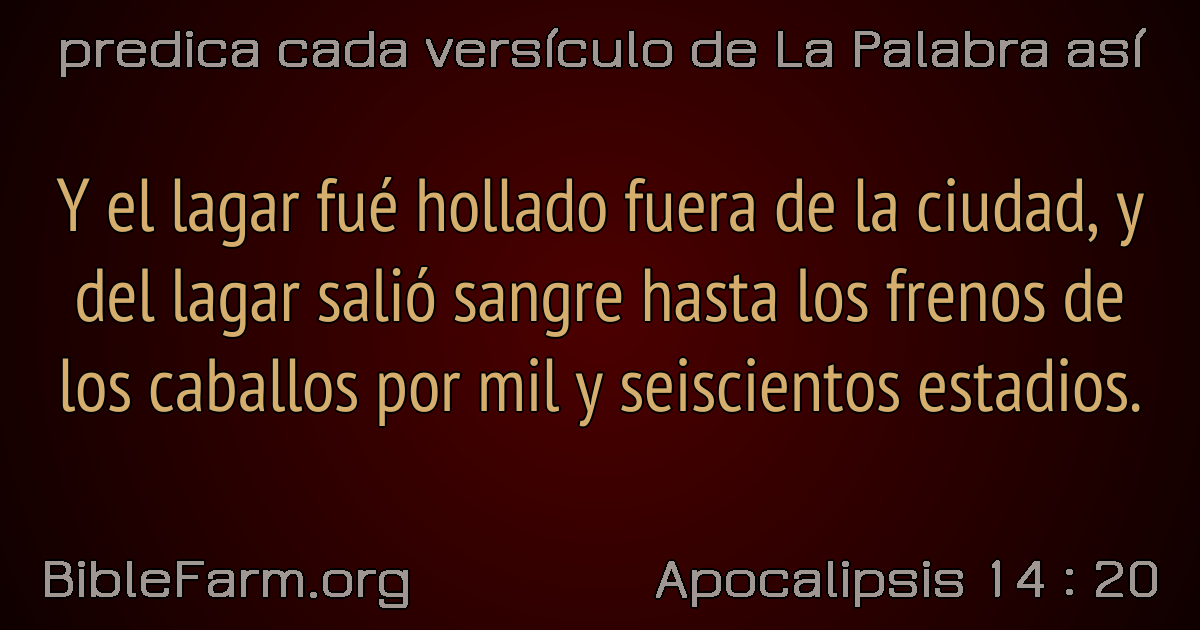 predica cada versículo de La Palabra así
Y el lagar fué hollado fuera de la ciudad, y
del lagar salió sangre hasta los frenos de
los caballos por mil y seiscientos estadios.
BibleFarm.org
Apocalipsis 14 : 20